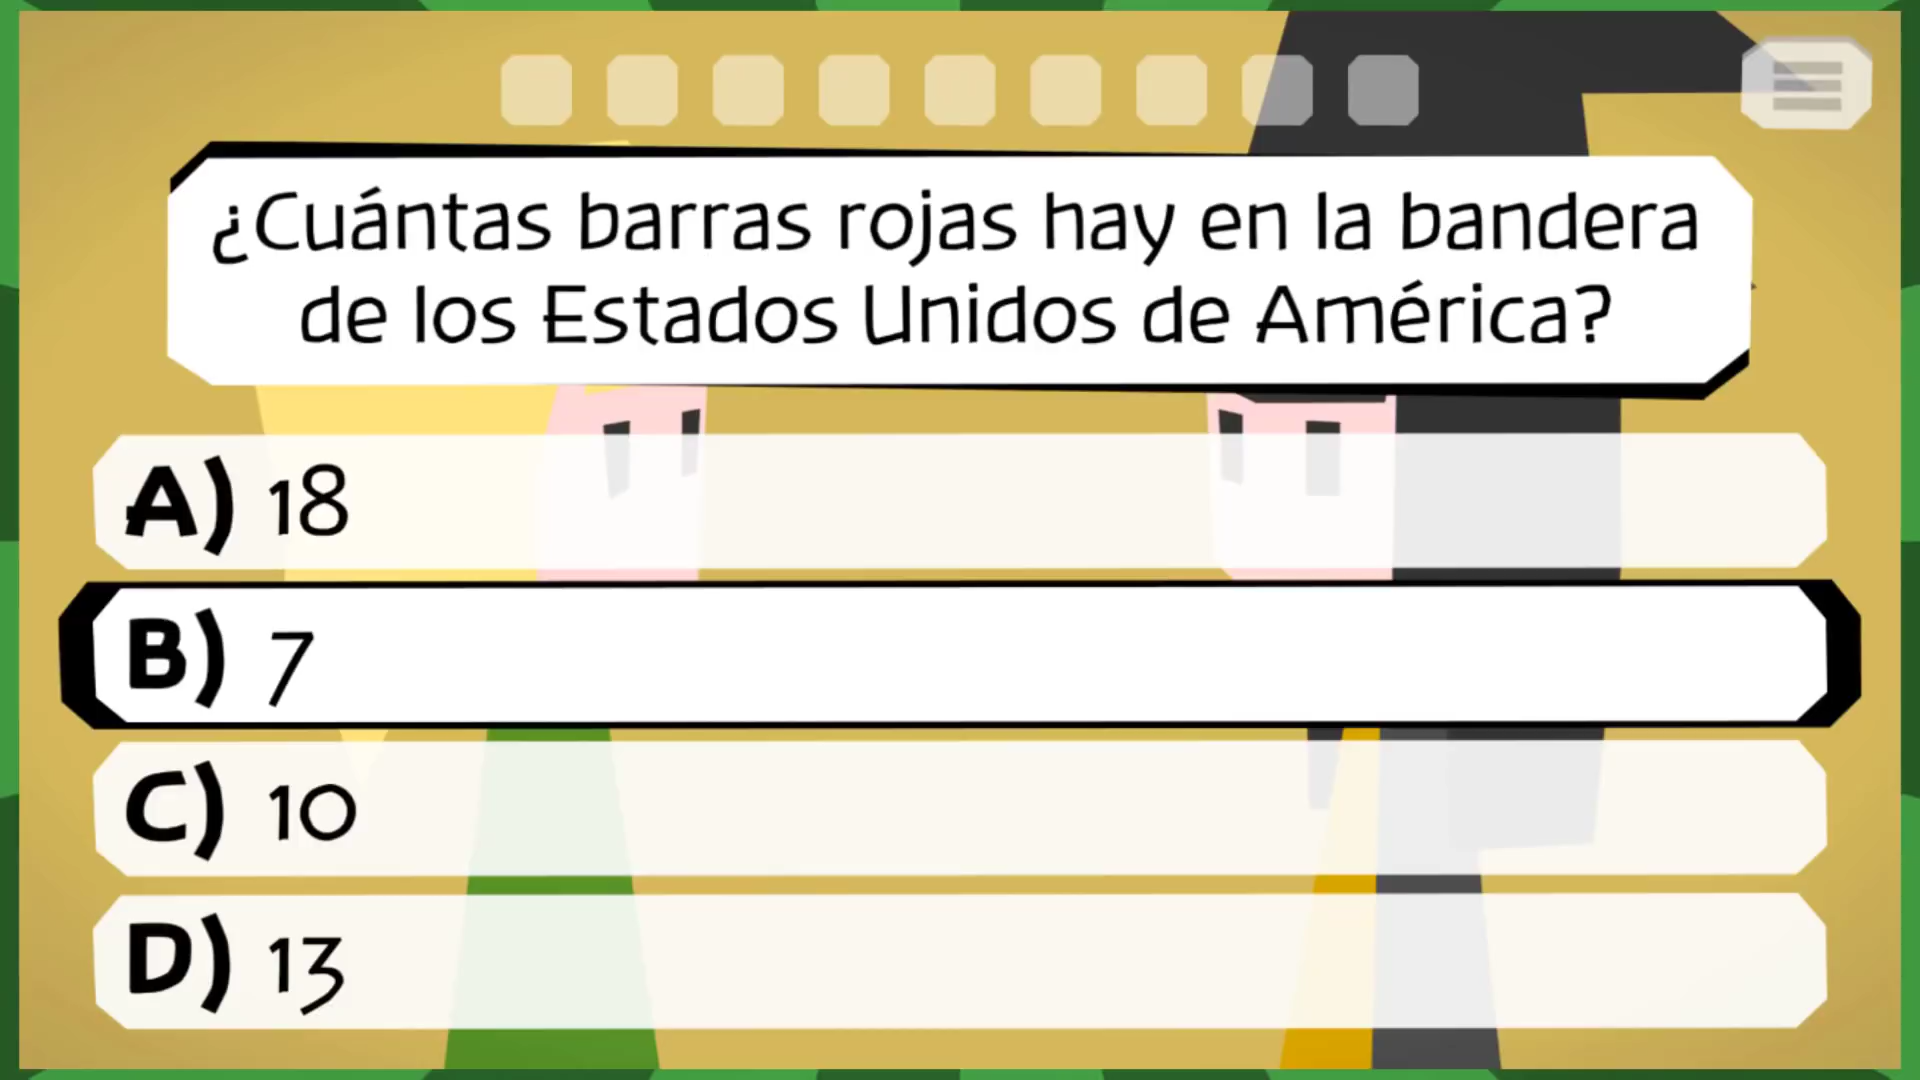 ¿Cuántas barras rojas hay en la bandera
de los Estados Unidos de América?
A) 18
B) 7
C) 10
D) 13